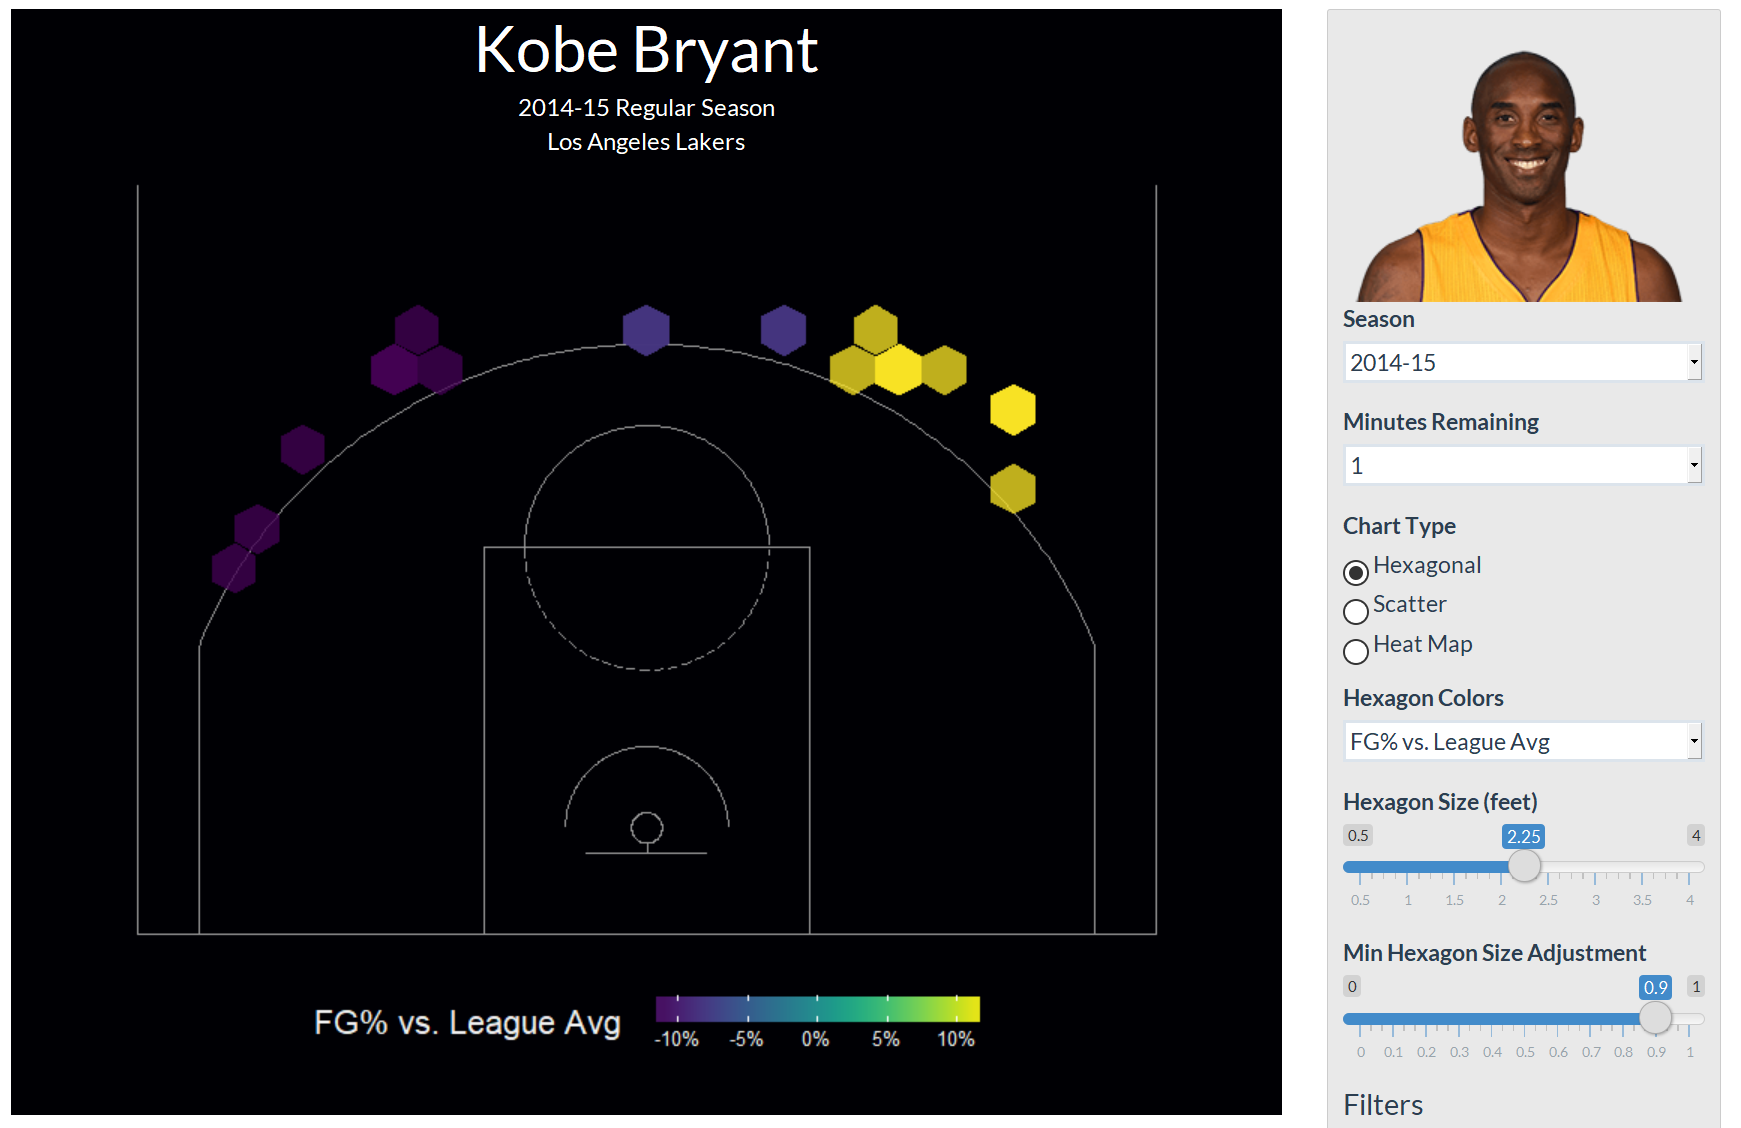 Kobe Bryant
2014-15 Regular Season
Los Angeles Lakers
FG% vs. League Avg
-10% -5% 0% 5% 10%
Season
2014-15
Minutes Remaining
1
Chart Type
Hexagonal
Scatter
Heat Map
Hexagon Colors
FG% vs. League Avg
Hexagon Size (feet)
0.5 2.25 4
0.5 1 1.5 2 2.5 3 3.5 4
Min Hexagon Size Adjustment
0 0.9 1
0 0.1 0.2 0.3 0.4 0.5 0.6 0.7 0.8 0.9 1
Filters